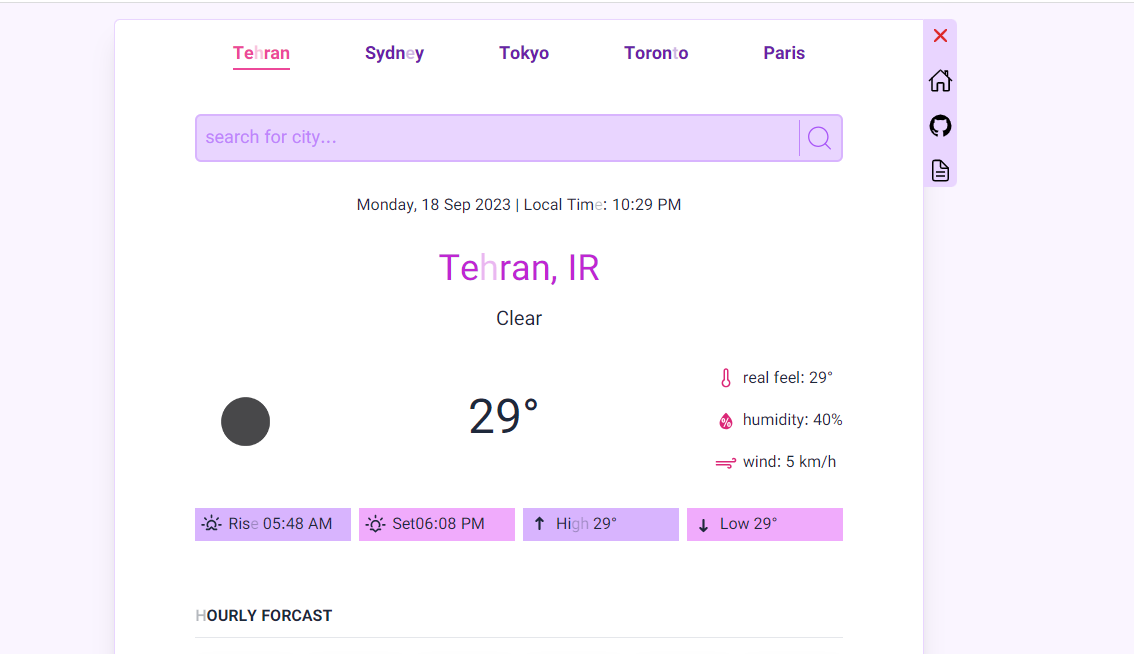 Tehran Sydney Tokyo Toronto Paris
search for city...
Monday, 18 Sep 2023 | Local Time: 10:29 PM
Tehran, IR
Clear
real feel: 29°
29°
humidity: 40%
wind: 5 km/h
Rise 05:48 AM Set06:08 PM High 29° Low 29°
HOURLY FORCAST